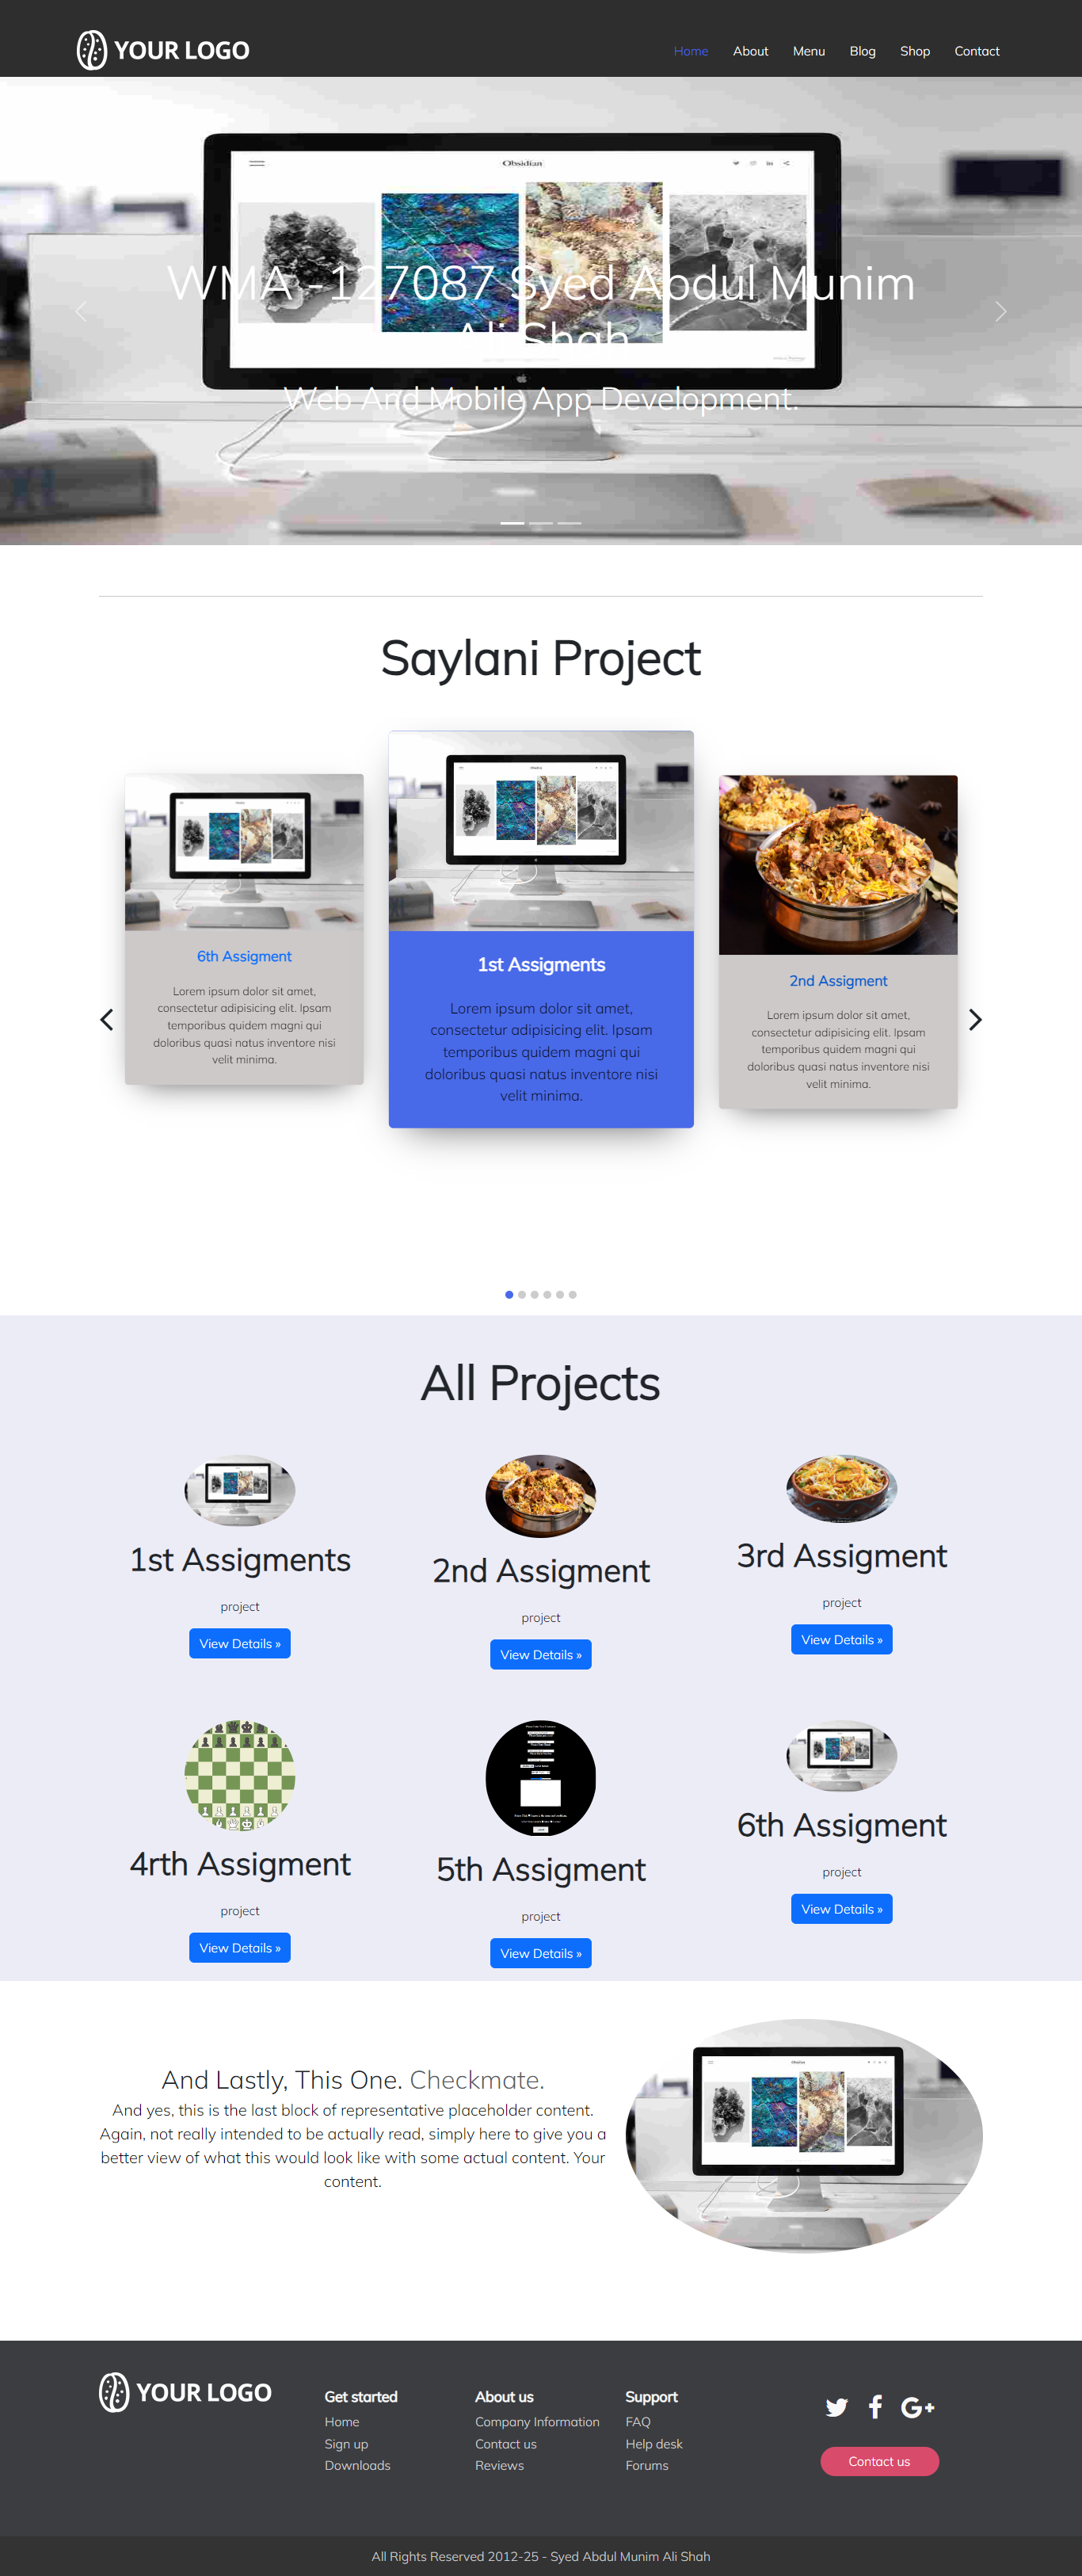 YOUR LOGO
Home About Menu Blog Shop Contact
Obsidian
WMA -127087 Syed Abdul Munim
Ali Shah
Web And Mobile App Development.
Saylani Project
6th Assigment
Lorem ipsum dolor sit amet,
consectetur adipisicing elit. Ipsam
temporibus quidem magni qui
doloribus quasi natus inventore nisi
velit minima.
1st Assigments
Lorem ipsum dolor sit amet,
consectetur adipisicing elit. Ipsam
temporibus quidem magni qui
doloribus quasi natus inventore nisi
velit minima.
2nd Assigment
Lorem ipsum dolor sit amet,
consectetur adipisicing elit. Ipsam
temporibus quidem magni qui
doloribus quasi natus inventore nisi
velit minima.
All Projects
1st Assigments
project
View Details »
2nd Assigment
project
View Details »
3rd Assigment
project
View Details »
4rth Assigment
project
View Details »
5th Assigment
project
View Details »
6th Assigment
project
View Details »
And Lastly, This One. Checkmate.
And yes, this is the last block of representative placeholder content.
Again, not really intended to be actually read, simply here to give you a
better view of what this would look like with some actual content. Your
content.
Obsidian
YOUR LOGO
Get started
Home
Sign up
Downloads
About us
Company Information
Contact us
Reviews
Support
FAQ
Help desk
Forums
Contact us
All Rights Reserved 2012-25 - Syed Abdul Munim Ali Shah